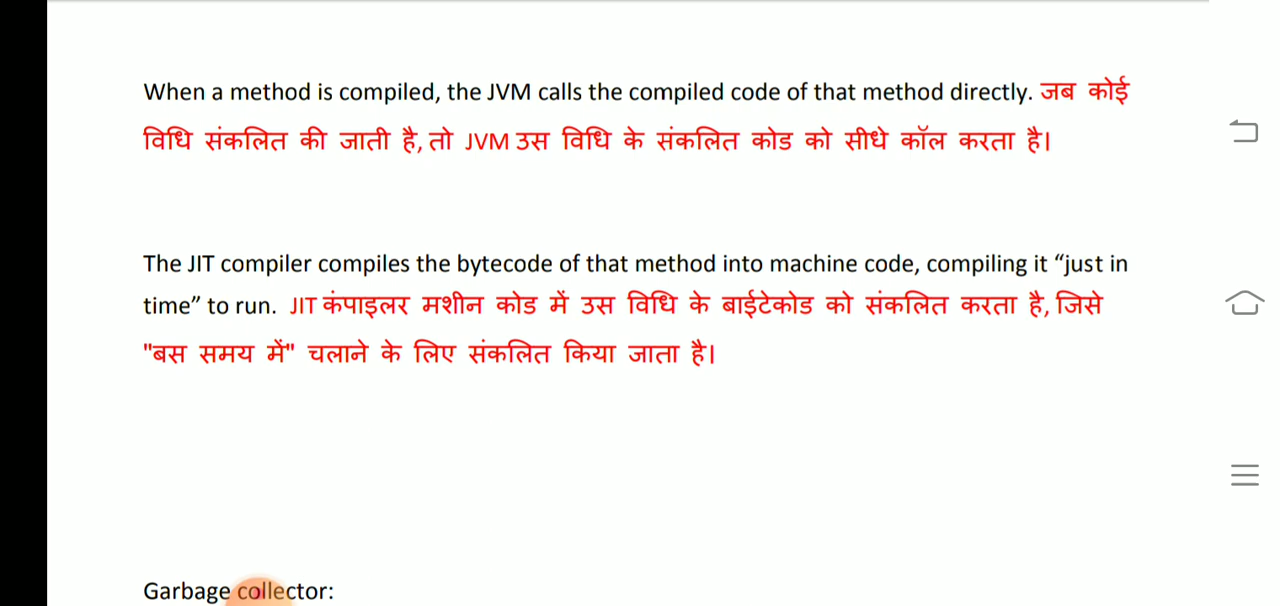 When a method is compiled, the JVM calls the compiled code of that method directly. जब कोई
विधि संकलित की जाती है, तो JVM उस विधि के संकलित कोड को सीधे कॉल करता है।
The JIT compiler compiles the bytecode of that method into machine code, compiling it “just in
time” to run. JIT कंपाइलर मशीन कोड में उस विधि के बाईटेकोड को संकलित करता है, जिसे
"बस समय में" चलाने के लिए संकलित किया जाता है।
Garbage collector: